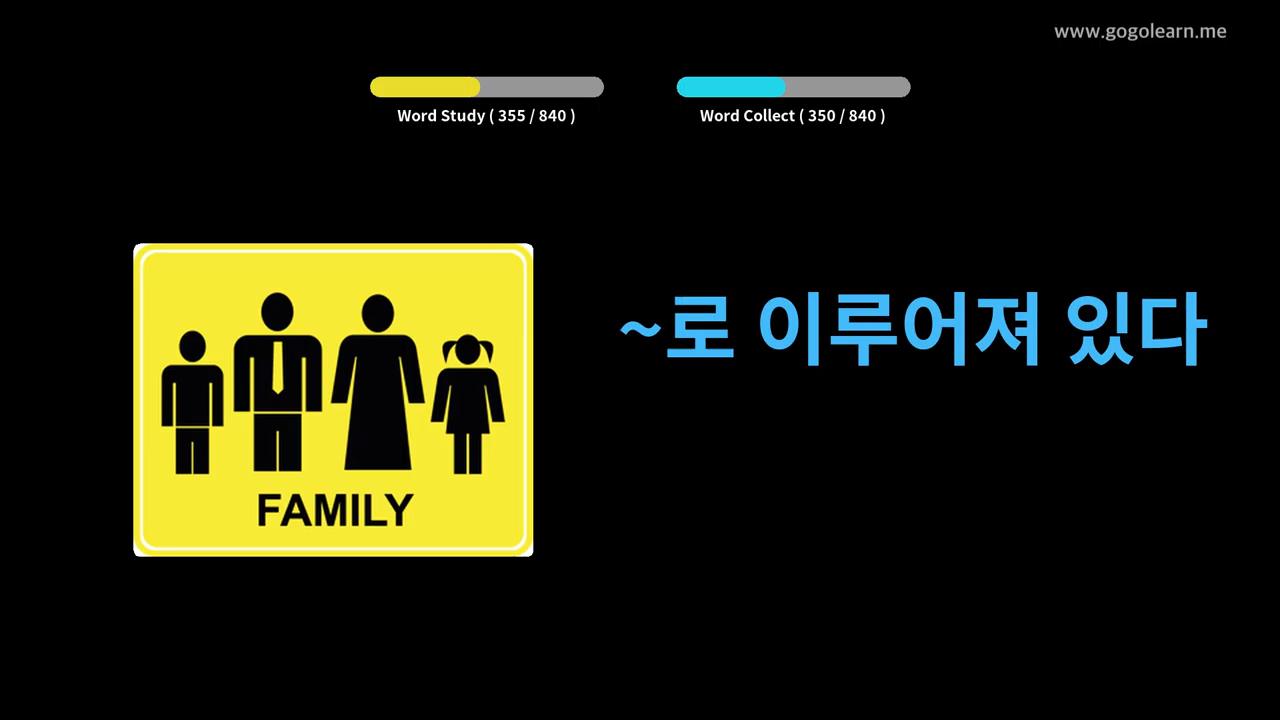 www.gogolearn.me
Word Study ( 355 / 840 )
Word Collect ( 350 / 840 )
~로 이루어져 있다
FAMILY